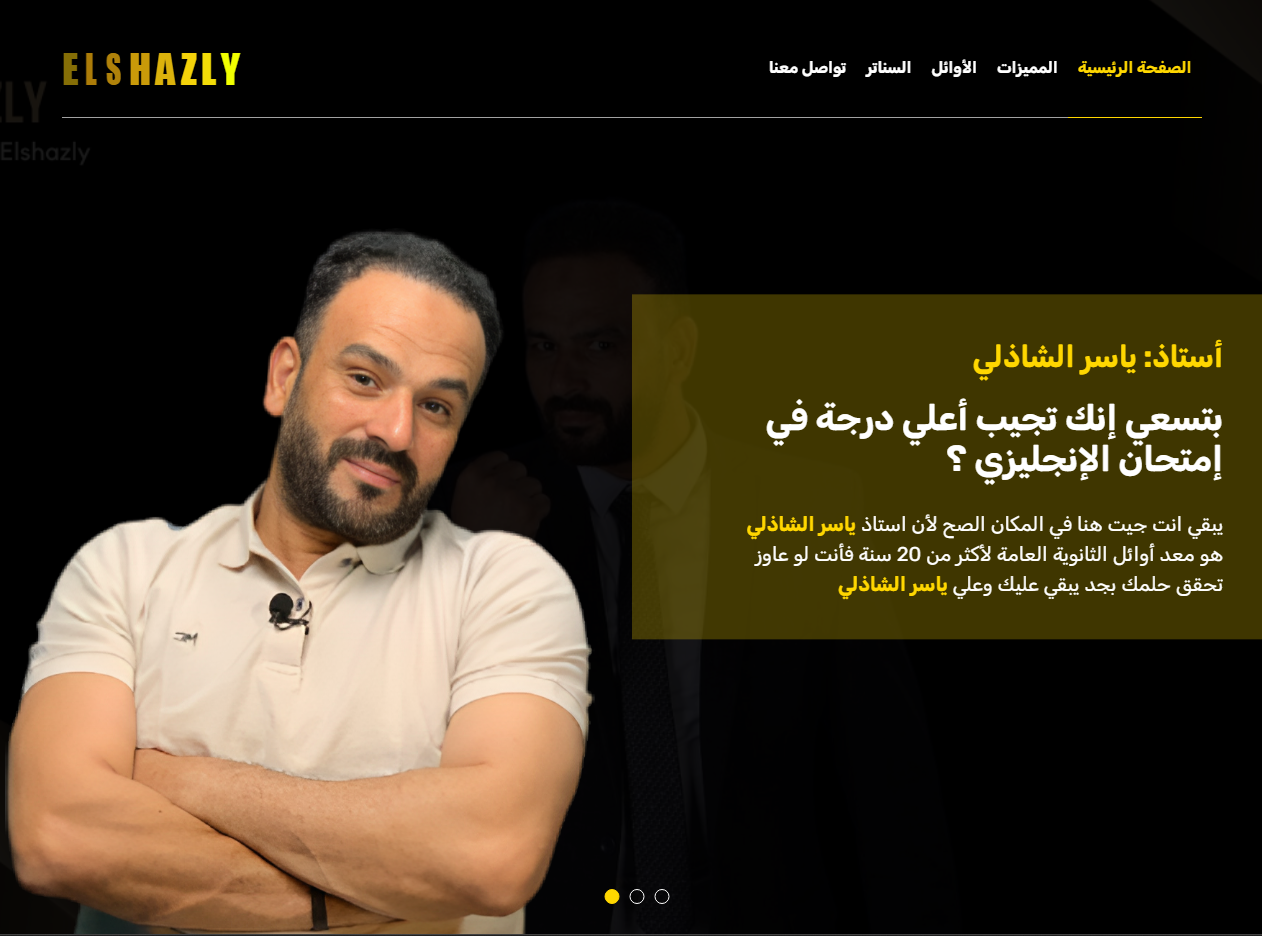 ELSHAZLY
الصفحة الرئيسية المميزات الأوائل السناتر تواصل معنا
ZLY
Elshazly
أستاذ: ياسر الشاذلي
بتسعي إنك تجيب أعلي درجة في
إمتحان الإنجليزي ؟
يبقي انت جيت هنا في المكان الصح لأن استاذ ياسر الشاذلي
هو معد أوائل الثانوية العامة لأكثر من 20 سنة فأنت لو عاوز
تحقق حلمك بجد يبقي عليك وعلي ياسر الشاذلي